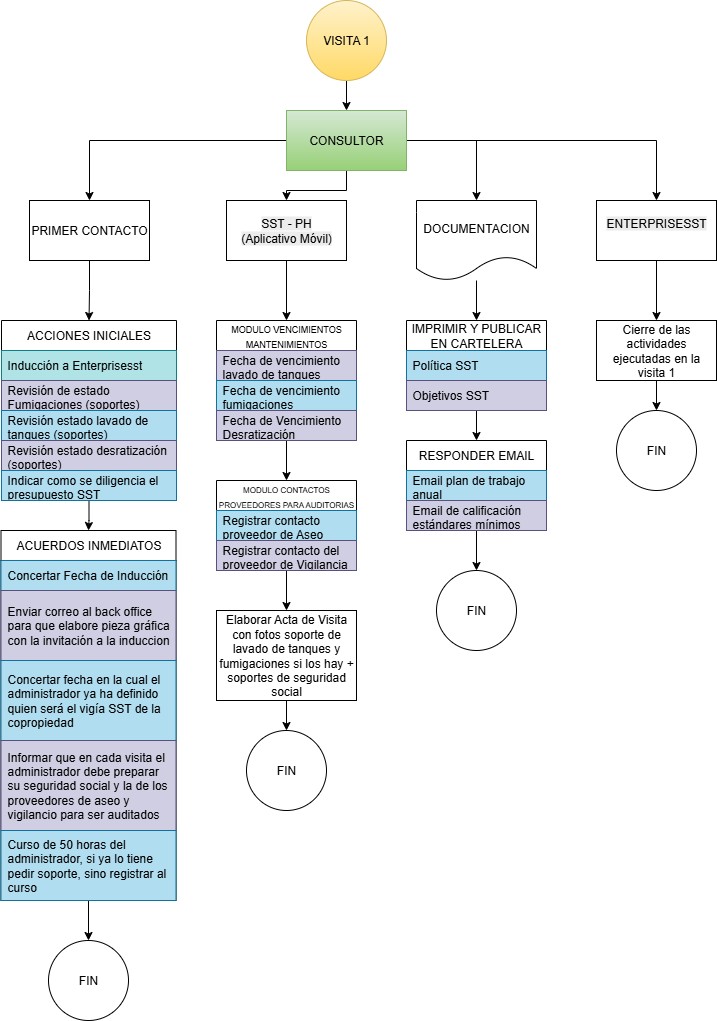 VISITA 1
CONSULTOR
PRIMER CONTACTO
ACCIONES INICIALES
Inducción a Enterprisesst
Revisión de estado
Fumigaciones (soportes)
Revisión estado lavado de
tanques (soportes)
Revisión estado desratización
(soportes)
Indicar como se diligencia el
presupuesto SST
ACUERDOS INMEDIATOS
Concertar Fecha de Inducción
Enviar correo al back office
para que elabore pieza gráfica
con la invitación a la induccion
Concertar fecha en la cual el
administrador ya ha definido
quien será el vigía SST de la
copropiedad
Informar que en cada visita el
administrador debe preparar
su seguridad social y la de los
proveedores de aseo y
vigilancio para ser auditados
Curso de 50 horas del
administrador, si ya lo tiene
pedir soporte, sino registrar al
curso
FIN
SST - PH
(Aplicativo Móvil)
MODULO VENCIMIENTOS
MANTENIMIENTOS
Fecha de vencimiento
lavado de tanques
Fecha de vencimiento
fumigaciones
Fecha de Vencimiento
Desratización
MODULO CONTACTOS
PROVEEDORES PARA AUDITORIAS
Registrar contacto
proveedor de Aseo
Registrar contacto del
proveedor de Vigilancia
Elaborar Acta de Visita
con fotos soporte de
lavado de tanques y
fumigaciones si los hay +
soportes de seguridad
social
FIN
DOCUMENTACION
IMPRIMIR Y PUBLICAR
EN CARTELERA
Política SST
Objetivos SST
RESPONDER EMAIL
Email plan de trabajo
anual
Email de calificación
estándares mínimos
FIN
ENTERPRISESST
Cierre de las
actividades
ejecutadas en la
visita 1
FIN